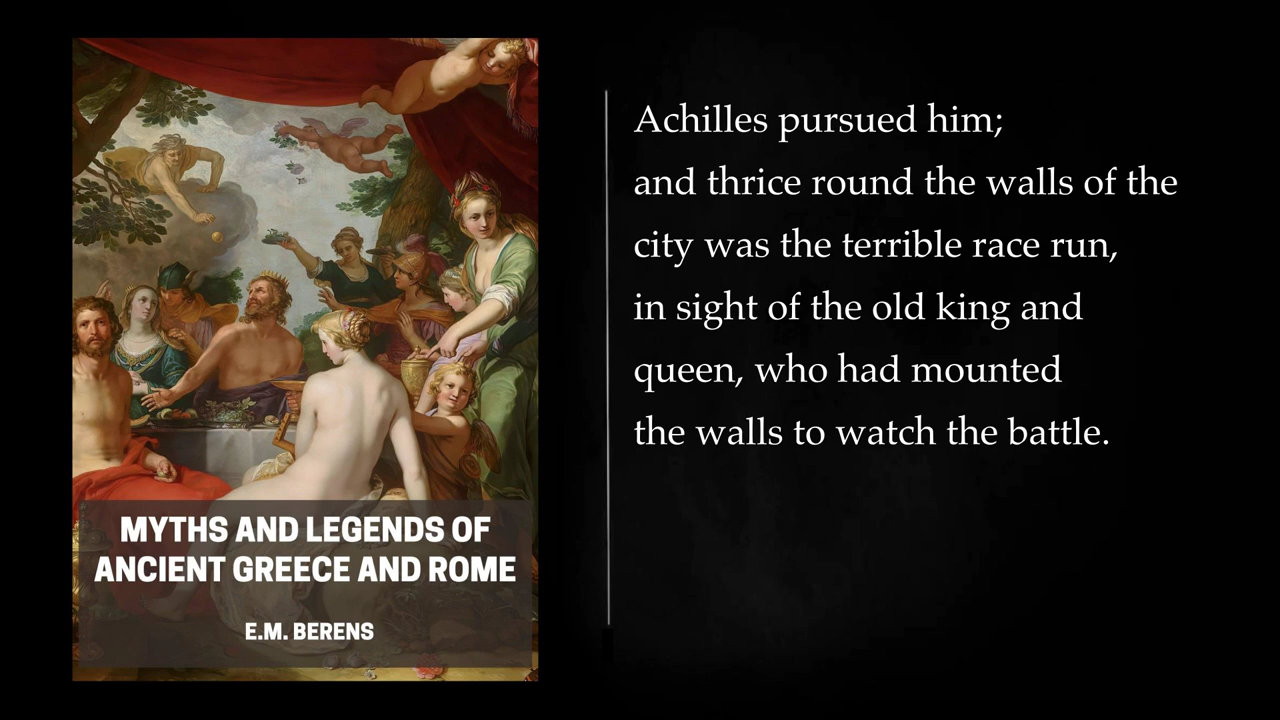 MYTHS AND LEGENDS OF
ANCIENT GREECE AND ROME
E.M. BERENS
Achilles pursued him;
and thrice round the walls of the
city was the terrible race run,
in sight of the old king and
queen, who had mounted
the walls to watch the battle.